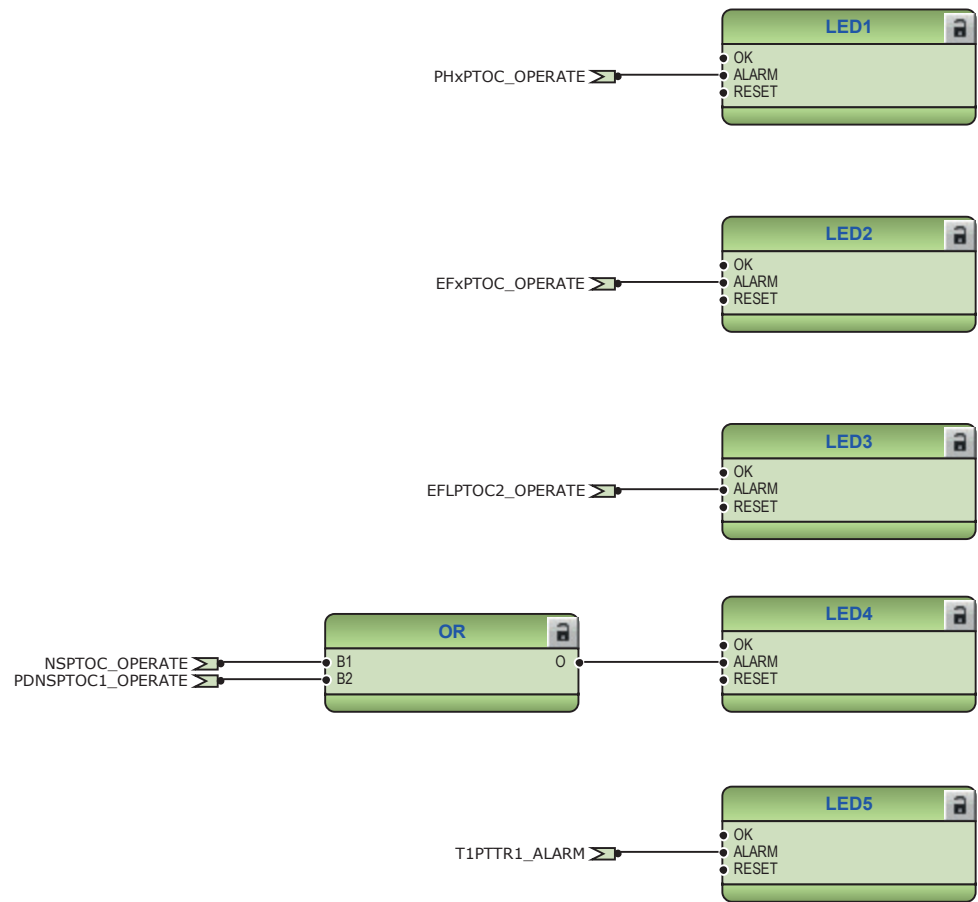 LED1
OK
PHxPTOC_OPERATE
ALARM
RESET
LED2
OK
EFxPTOC_OPERATE
ALARM
RESET
LED3
OK
EFLPTOC2_OPERATE
ALARM
RESET
OR
NSPTOC_OPERATE
B1
O
PDNSPTOC1_OPERATE
B2
LED4
OK
ALARM
RESET
LED5
OK
T1PTTR1_ALARM
ALARM
RESET